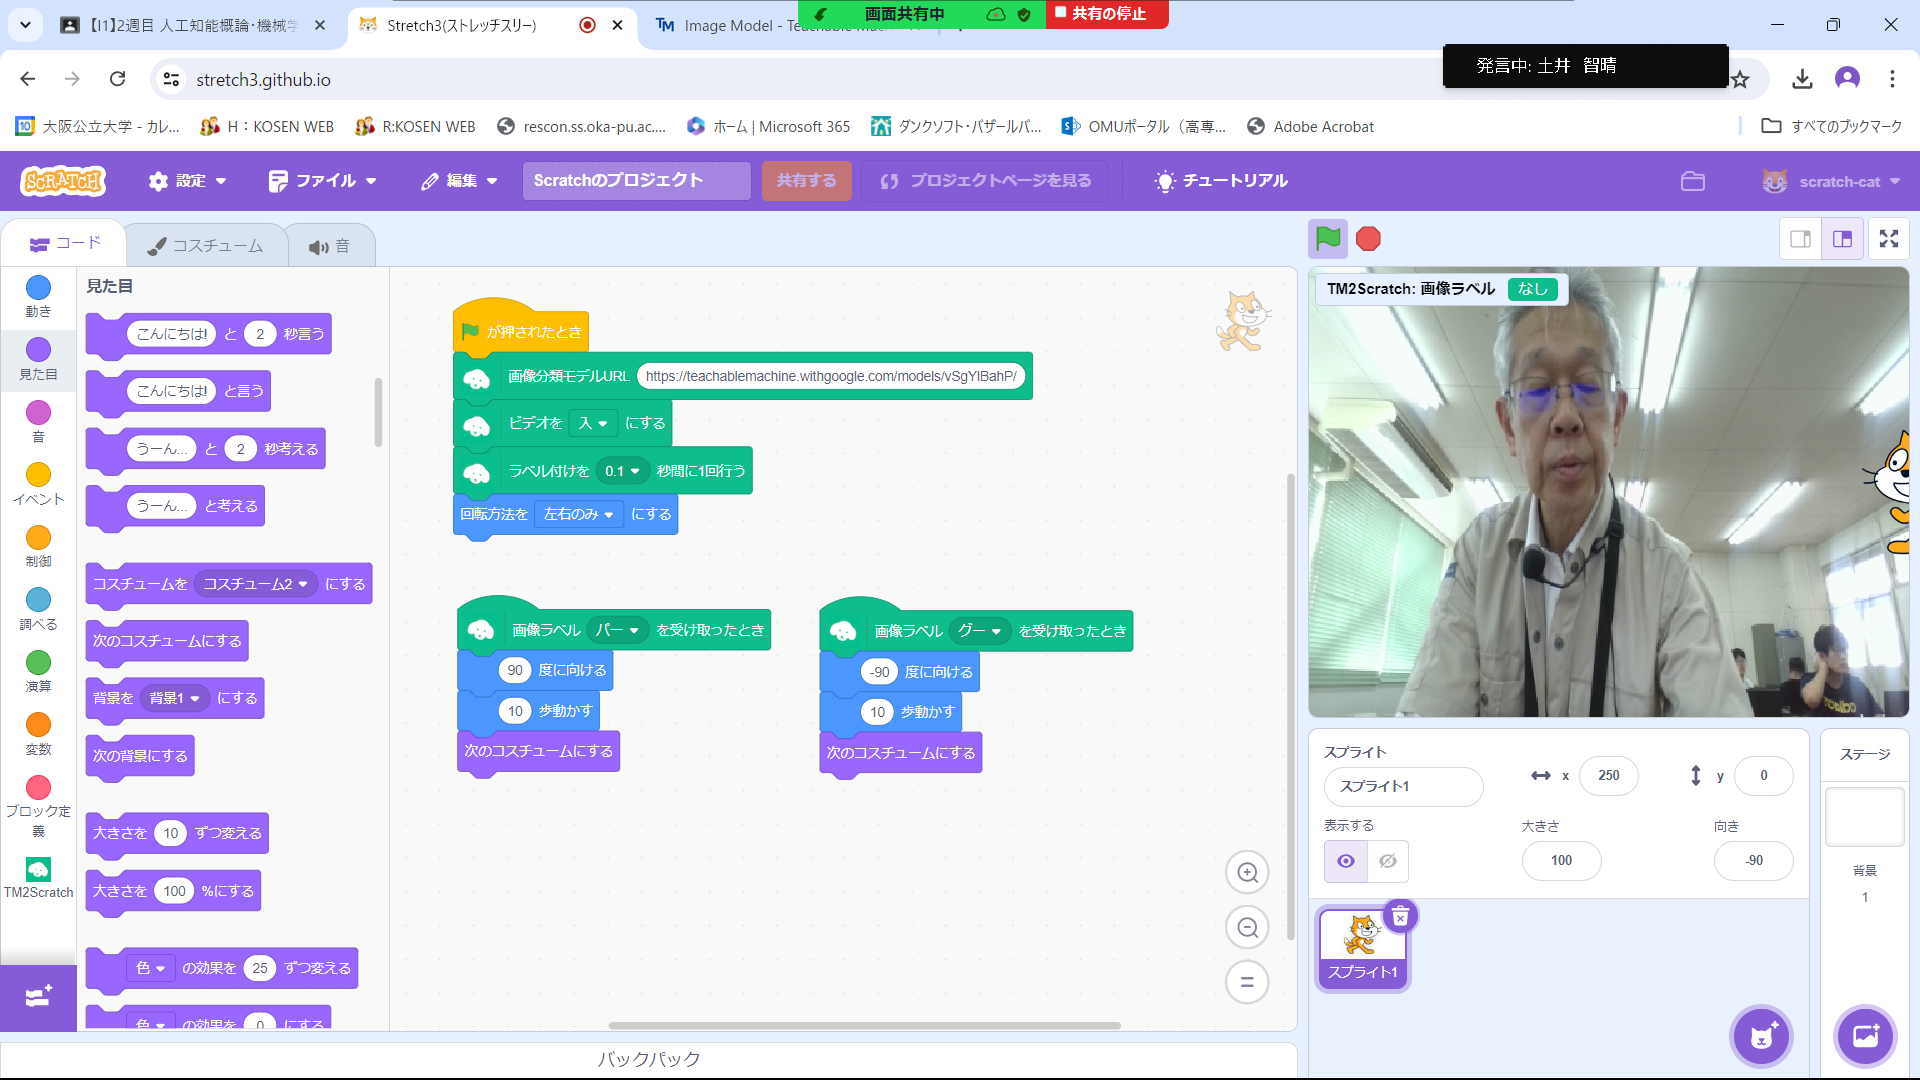 【I1】2週目 人工知能概論・機械学
Stretch3(ストレッチスリー)
TM Image Model - Teachable Mac
画面共有中
共有の停止
発言中: 土井 智晴
stretch3.github.io
大阪公立大学 - カレ...
H：KOSEN WEB
R:KOSEN WEB
rescon.ss.oka-pu.ac....
ホーム | Microsoft 365
ダンクソフト・バザールバ...
OMUポータル（高専...
Adobe Acrobat
すべてのブックマーク
SCRATCH
設定
ファイル
編集
Scratchのプロジェクト
共有する
プロジェクトページを見る
チュートリアル
scratch-cat
コード
コスチューム
音
動き
見た目
音
イベント
制御
調べる
演算
変数
ブロック定
義
TM2Scratch
見た目
こんにちは! と 2 秒言う
こんにちは! と言う
うーん... と 2 秒考える
うーん... と考える
コスチュームを コスチューム2 にする
次のコスチュームにする
背景を 背景1 にする
次の背景にする
大きさを 10 ずつ変える
大きさを 100 %にする
色 の効果を 25 ずつ変える
色 の効果を 0 にする
が押されたとき
画像分類モデルURL https://teachablemachine.withgoogle.com/models/vSgYIBahP/
ビデオを 入 にする
ラベル付けを 0.1 秒間に1回行う
回転方法を 左右のみ にする
画像ラベル パー を受け取ったとき
90 度に向ける
10 歩動かす
次のコスチュームにする
画像ラベル グー を受け取ったとき
-90 度に向ける
10 歩動かす
次のコスチュームにする
バックパック
TM2Scratch: 画像ラベル なし
スプライト
スプライト1
x 250
y 0
表示する
大きさ
100
向き
-90
スプライト1
ステージ
背景
1